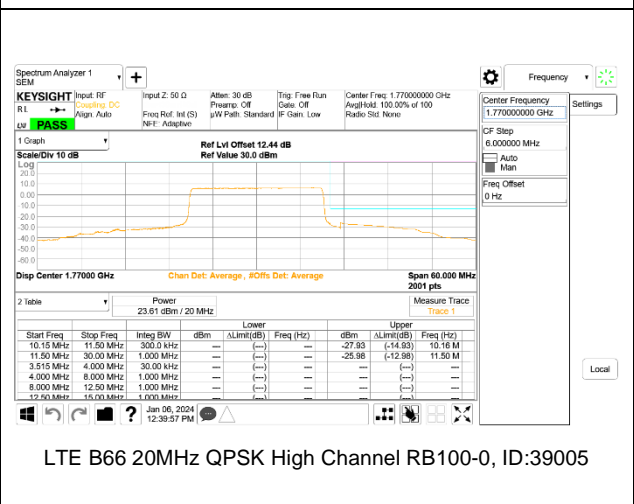 Spectrum Analyzer 1
SEM
+
Frequency
KEYSIGHT
R L
PASS
Input: RF
Coupling: DC
Align: Auto
Input Z: 50 Ω
Freq Ref: Int (S)
NFE: Adaptive
Atten: 30 dB
Preamp: Off
µW Path: Standard
Trig: Free Run
Gate: Off
IF Gain: Low
Center Freq: 1.770000000 GHz
Avg|Hold: 100.00% of 100
Radio Std: None
Center Frequency
1.770000000 GHz
Settings
CF Step
6.000000 MHz
Auto
Man
Freq Offset
0 Hz
1 Graph
Scale/Div 10 dB
Ref Lvl Offset 12.44 dB
Ref Value 30.0 dBm
Log
20.0
10.0
0.00
-10.0
-20.0
-30.0
-40.0
-50.0
-60.0
Disp Center 1.77000 GHz
Chan Det: Average , #Offs Det: Average
Span 60.000 MHz
2001 pts
2 Table
Power
23.61 dBm / 20 MHz
Measure Trace
Trace 1
Lower Upper
Start Freq Stop Freq Integ BW dBm ΔLimit(dB) Freq (Hz) dBm ΔLimit(dB) Freq (Hz)
10.15 MHz 11.50 MHz 300.0 kHz --- (---) --- -27.93 (-14.93) 10.16 M
11.50 MHz 30.00 MHz 1.000 MHz --- (---) --- -25.98 (-12.98) 11.50 M
3.515 MHz 4.000 MHz 30.00 kHz --- (---) --- --- (---) ---
4.000 MHz 8.000 MHz 1.000 MHz --- (---) --- --- (---) ---
8.000 MHz 12.50 MHz 1.000 MHz --- (---) --- --- (---) ---
12.50 MHz 15.00 MHz 1.000 MHz --- (---) --- --- (---) ---
Local
?
Jan 06, 2024
12:39:57 PM
LTE B66 20MHz QPSK High Channel RB100-0, ID:39005